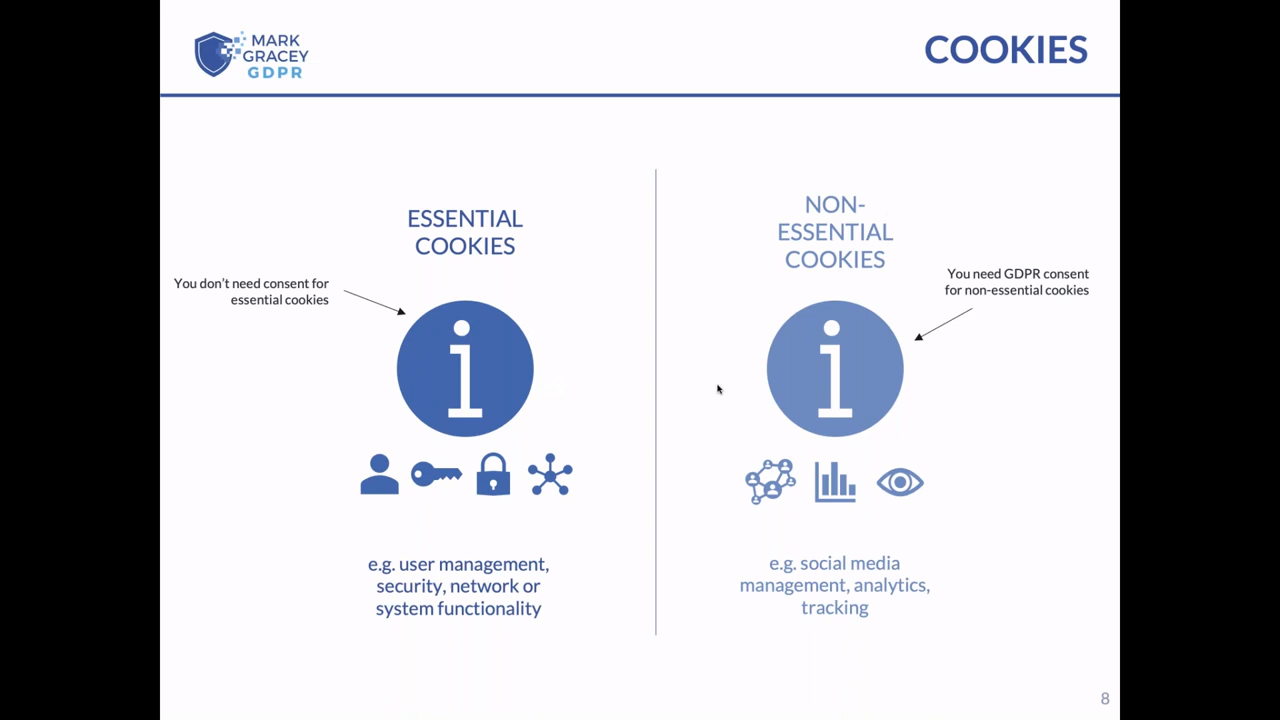 MARK
GRACEY
GDPR
COOKIES
ESSENTIAL
COOKIES
You don't need consent for
essential cookies
e.g. user management,
security, network or
system functionality
NON-
ESSENTIAL
COOKIES
You need GDPR consent
for non-essential cookies
e.g. social media
management, analytics,
tracking
8